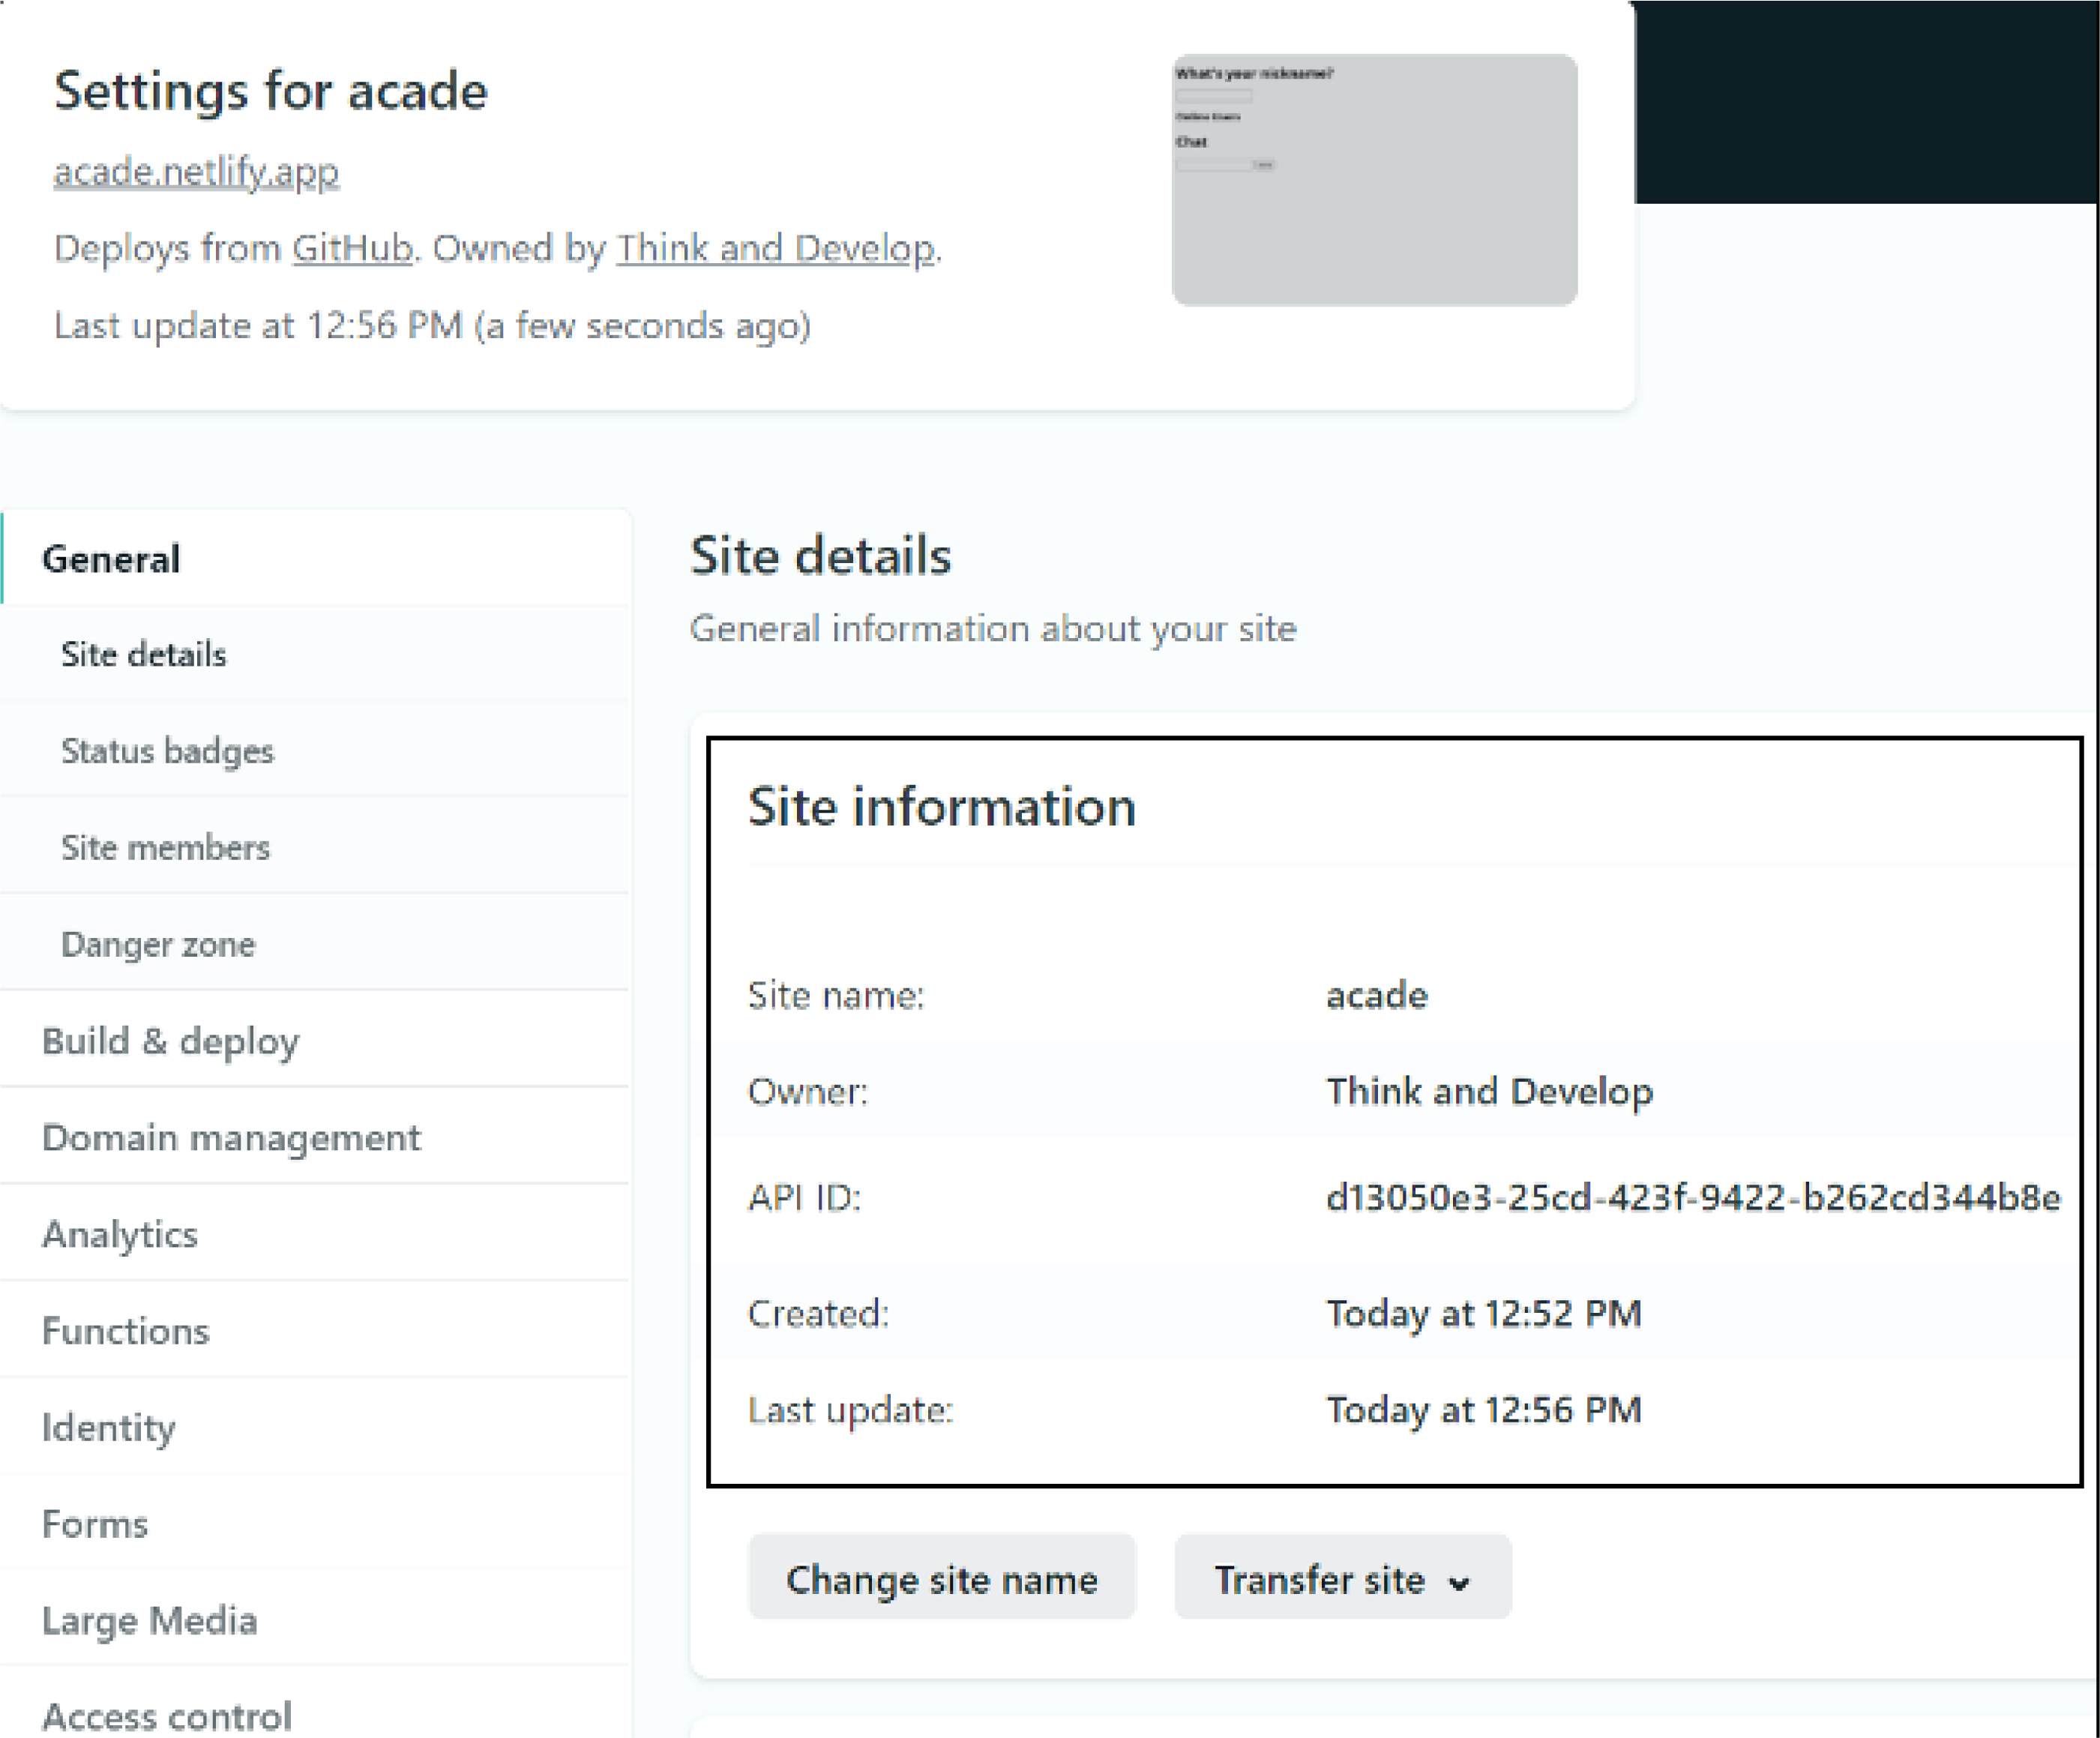 Settings for acade
acade.netlify.app
Deploys from GitHub. Owned by Think and Develop.
Last update at 12:56 PM (a few seconds ago)
What's your nickname?
Online Users
Chat
General
Site details
Status badges
Site members
Danger zone
Build & deploy
Domain management
Analytics
Functions
Identity
Forms
Large Media
Access control
Site details
General information about your site
Site information
Site name: acade
Owner: Think and Develop
API ID: d13050e3-25cd-423f-9422-b262cd344b8e
Created: Today at 12:52 PM
Last update: Today at 12:56 PM
Change site name
Transfer site